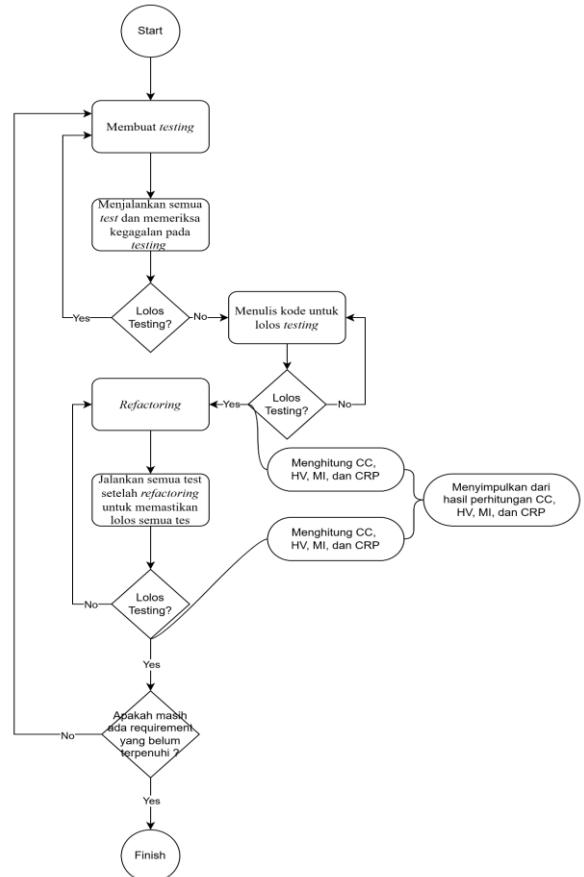 Start
Membuat testing
Menjalankan semua
test dan memeriksa
kegagalan pada
testing
Lolos
Testing?
Yes
No
Menulis kode untuk
lolos testing
Lolos
Testing?
Yes
No
Refactoring
Menghitung CC,
HV, MI, dan CRP
Menyimpulkan dari
hasil perhitungan CC,
HV, MI, dan CRP
Jalankan semua test
setelah refactoring
untuk memastikan
lolos semua tes
Menghitung CC,
HV, MI, dan CRP
Lolos
Testing?
No
Yes
Apakah masih
ada requirement
yang belum
terpenuhi ?
No
Yes
Finish